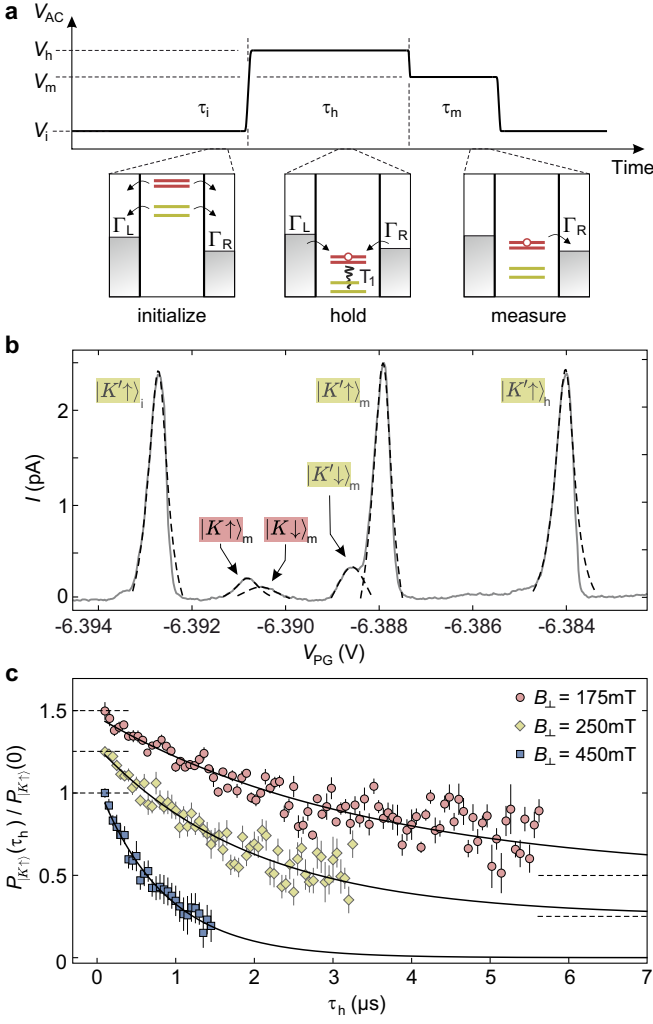 a
V_AC
V_h
V_m
V_i
τ_i
τ_h
τ_m
Time
Γ_L
Γ_R
Γ_L
Γ_R
T_1
initialize
hold
measure
b
|K′↑⟩_i
|K′↑⟩_m
|K′↑⟩_h
|K′↓⟩_m
|K↑⟩_m
|K↓⟩_m
I (pA)
2
1
0
-6.394
-6.392
-6.390
-6.388
-6.386
-6.384
V_PG (V)
c
B_⊥ = 175mT
B_⊥ = 250mT
B_⊥ = 450mT
P_|K↑⟩(τ_h) / P_|K↑⟩(0)
1.5
1
0.5
0
0
1
2
3
4
5
6
7
τ_h (μs)